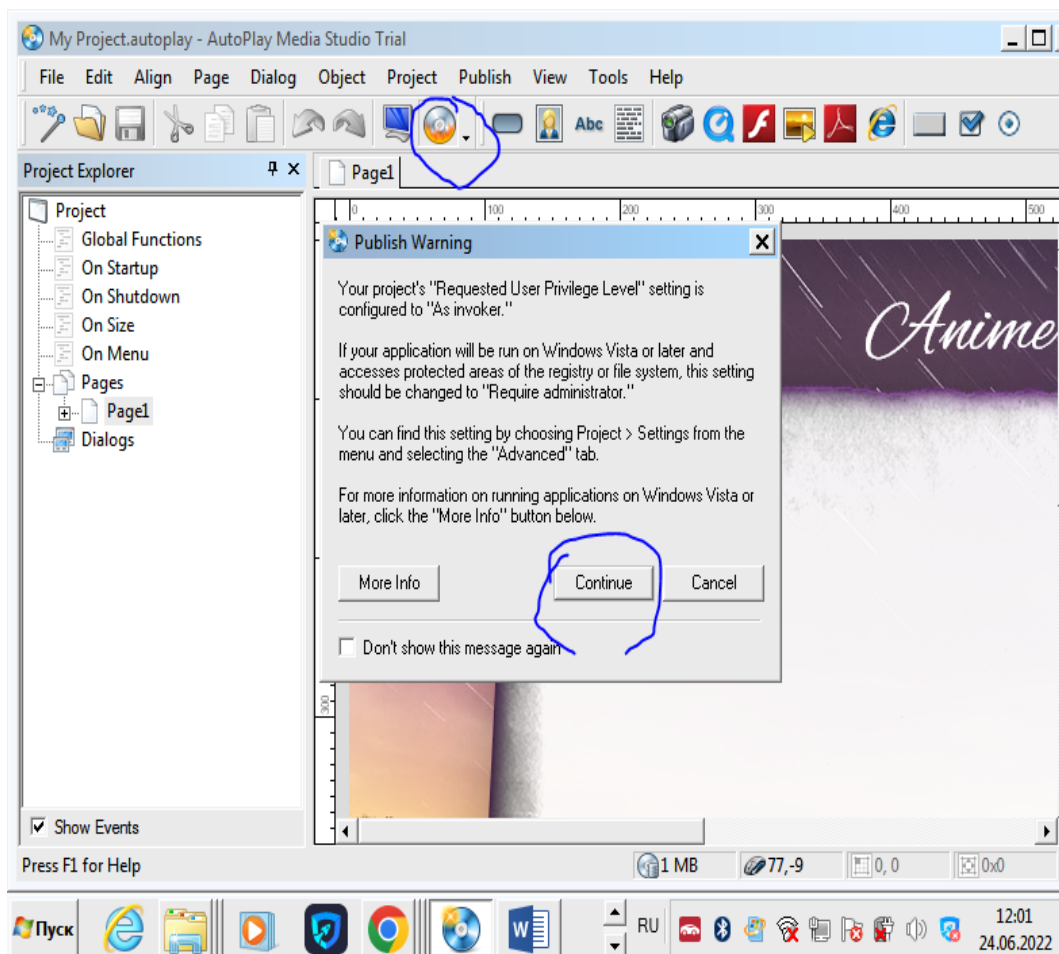 My Project.autoplay - AutoPlay Media Studio Trial
File Edit Align Page Dialog Object Project Publish View Tools Help
Abc
Project Explorer
Page1
Project
Global Functions
On Startup
On Shutdown
On Size
On Menu
Pages
Page1
Dialogs
0 100 200 300 400 500
Anime
Publish Warning
Your project's "Requested User Privilege Level" setting is
configured to "As invoker."
If your application will be run on Windows Vista or later and
accesses protected areas of the registry or file system, this setting
should be changed to "Require administrator."
You can find this setting by choosing Project > Settings from the
menu and selecting the "Advanced" tab.
For more information on running applications on Windows Vista or
later, click the "More Info" button below.
More Info Continue Cancel
Don't show this message again
300
Show Events
Press F1 for Help
1 MB 77,-9 0, 0 0x0
Пуск
RU
12:01
24.06.2022